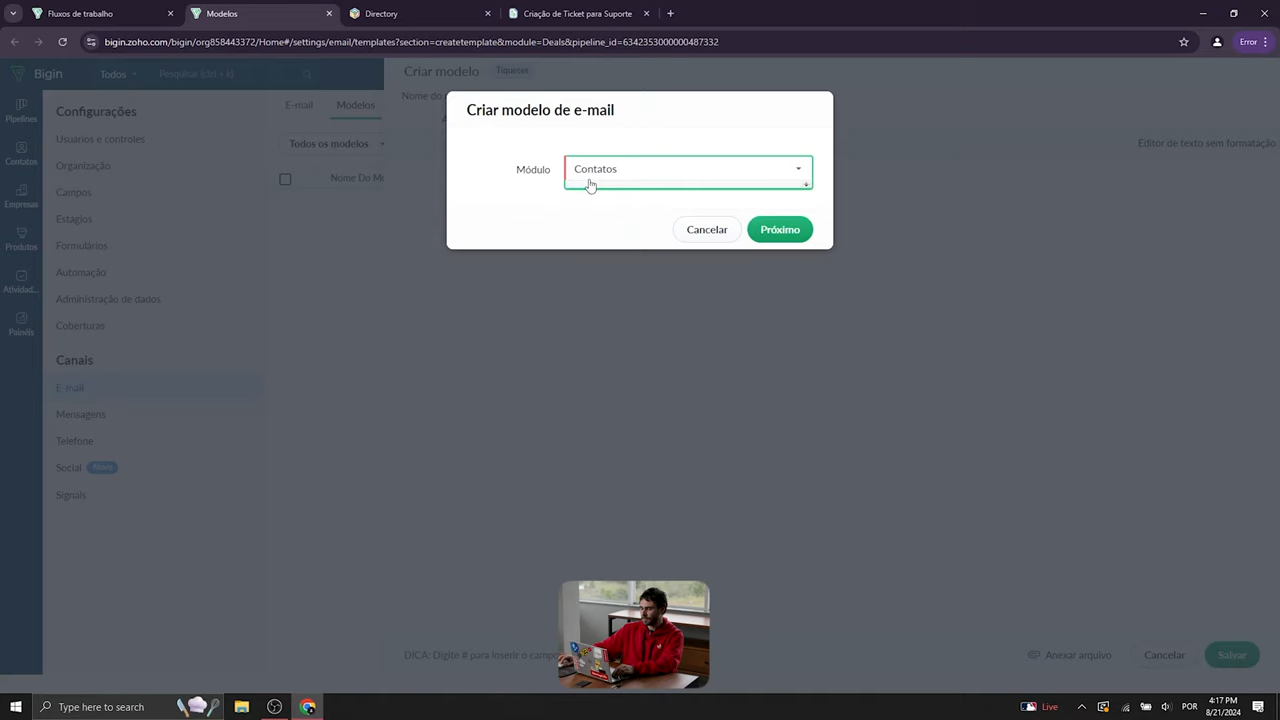 Fluxos de trabalho
Modelos
Directory
Criação de Ticket para Suporte
bigin.zoho.com/bigin/org858443372/Home#/settings/email/templates?section=createtemplate&module=Deals&pipeline_id=6342353000000487332
Error
Bigin
Todos
Pesquisar (ctrl + k)
Criar modelo
Tíquetes
Pipelines
Contatos
Empresas
Produtos
Atividad...
Painéis
Configurações
Usuários e controles
Organização
Campos
Estágios
Formulários
Automação
Administração de dados
Coberturas
Canais
E-mail
Mensagens
Telefone
Social
Novo
Signals
E-mail
Modelos
Todos os modelos
Nome Do Mo
Nome do
Editor de texto sem formatação
Criar modelo de e-mail
Módulo
Contatos
Cancelar
Próximo
DICA: Digite # para inserir o campo
Anexar arquivo
Cancelar
Salvar
Type here to search
Live
POR
4:17 PM
8/21/2024